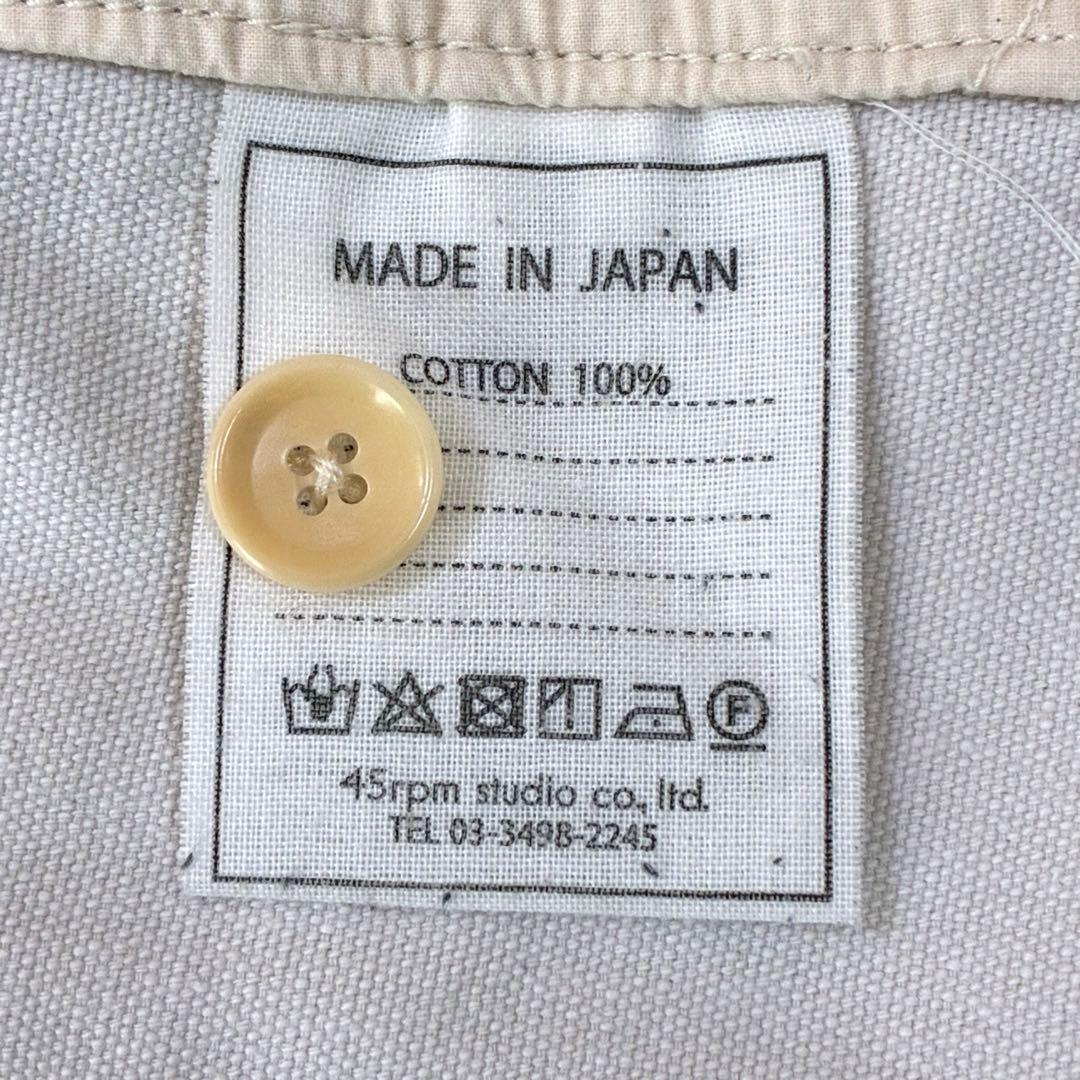 MADE IN JAPAN
COTTON 100%
P
45rpm studio co., ltd.
TEL 03-3498-2245